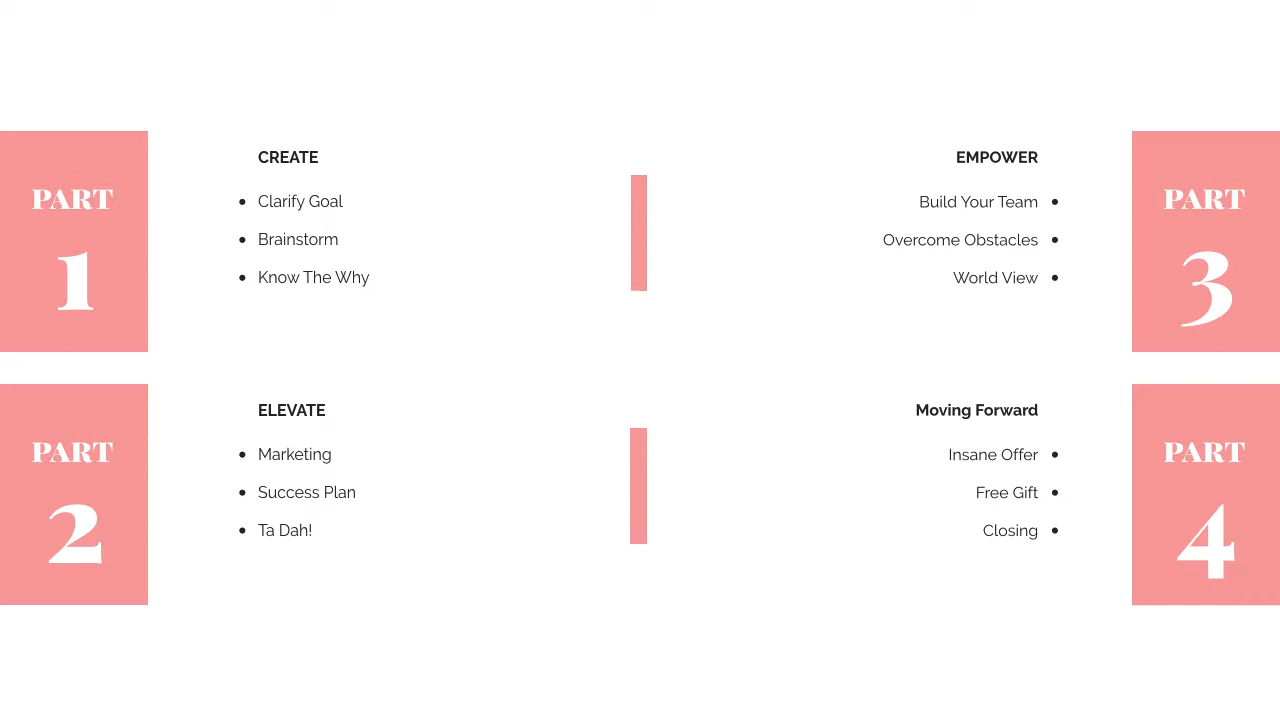 PART
1
CREATE
• Clarify Goal
• Brainstorm
• Know The Why
PART
2
ELEVATE
• Marketing
• Success Plan
• Ta Dah!
PART
3
EMPOWER
Build Your Team •
Overcome Obstacles •
World View •
PART
4
Moving Forward
Insane Offer •
Free Gift •
Closing •